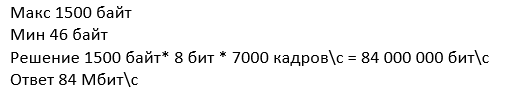 Макс 1500 байт
Мин 46 байт
Решение 1500 байт* 8 бит * 7000 кадров\с = 84 000 000 бит\с
Ответ 84 Мбит\с